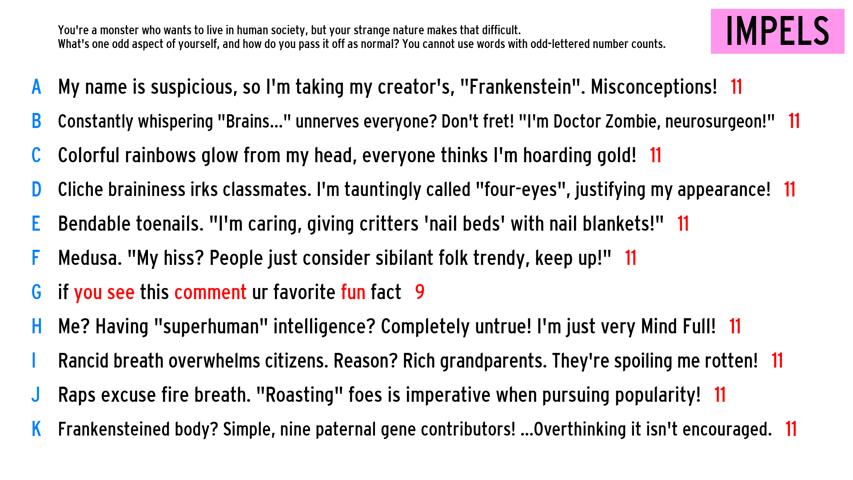 You're a monster who wants to live in human society, but your strange nature makes that difficult.
What's one odd aspect of yourself, and how do you pass it off as normal? You cannot use words with odd-lettered number counts.
IMPELS
A My name is suspicious, so I'm taking my creator's, "Frankenstein". Misconceptions! 11
B Constantly whispering "Brains..." unnerves everyone? Don't fret! "I'm Doctor Zombie, neurosurgeon!" 11
C Colorful rainbows glow from my head, everyone thinks I'm hoarding gold! 11
D Cliche braininess irks classmates. I'm tauntingly called "four-eyes", justifying my appearance! 11
E Bendable toenails. "I'm caring, giving critters 'nail beds' with nail blankets!" 11
F Medusa. "My hiss? People just consider sibilant folk trendy, keep up!" 11
G if you see this comment ur favorite fun fact 9
H Me? Having "superhuman" intelligence? Completely untrue! I'm just very Mind Full! 11
I Rancid breath overwhelms citizens. Reason? Rich grandparents. They're spoiling me rotten! 11
J Raps excuse fire breath. "Roasting" foes is imperative when pursuing popularity! 11
K Frankensteined body? Simple, nine paternal gene contributors! ...Overthinking it isn't encouraged. 11